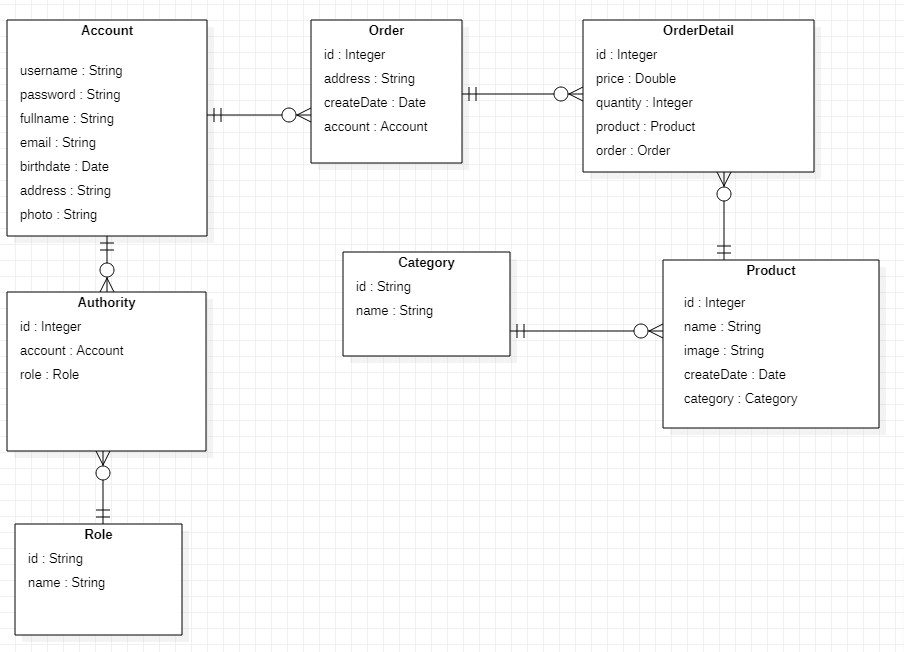 Account
username : String
password : String
fullname : String
email : String
birthdate : Date
address : String
photo : String
Order
id : Integer
address : String
createDate : Date
account : Account
OrderDetail
id : Integer
price : Double
quantity : Integer
product : Product
order : Order
Authority
id : Integer
account : Account
role : Role
Category
id : String
name : String
Product
id : Integer
name : String
image : String
createDate : Date
category : Category
Role
id : String
name : String